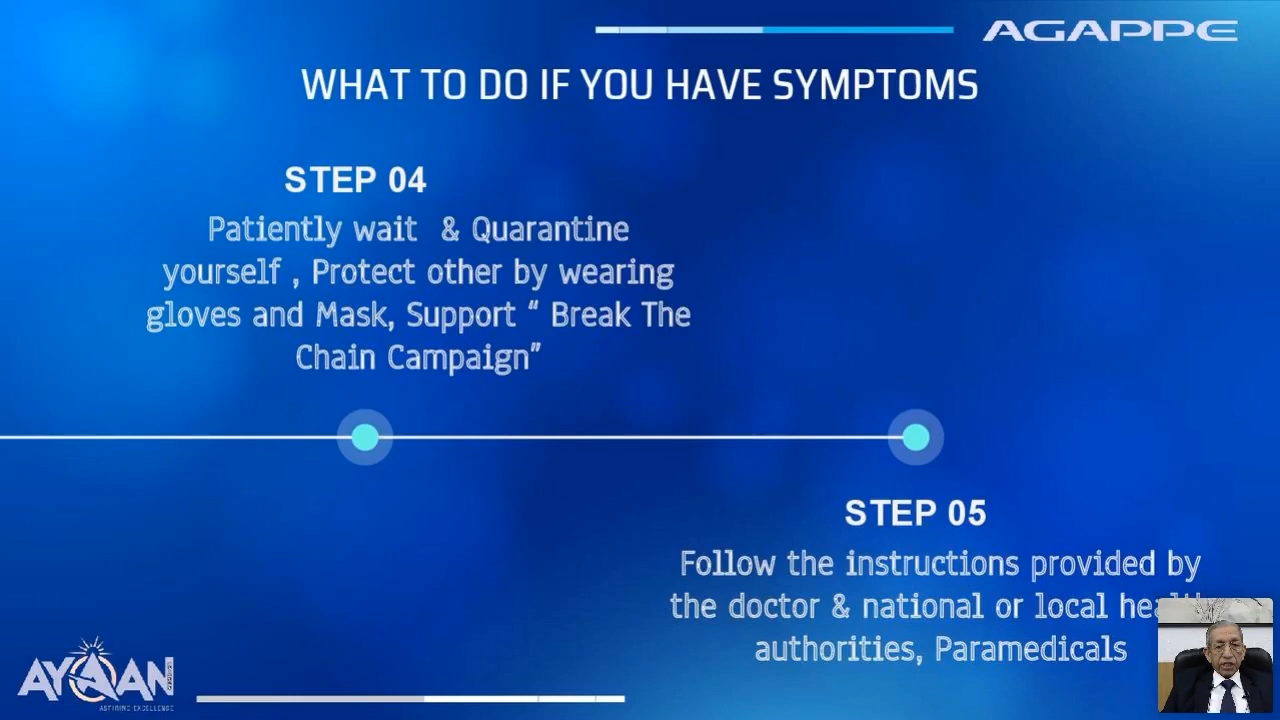 AGAPPE
WHAT TO DO IF YOU HAVE SYMPTOMS
STEP 04
Patiently wait & Quarantine
yourself , Protect other by wearing
gloves and Mask, Support “ Break The
Chain Campaign”
STEP 05
Follow the instructions provided by
the doctor & national or local
authorities, Paramedicals
AYAAN
ASPIRING EXCELLENCE